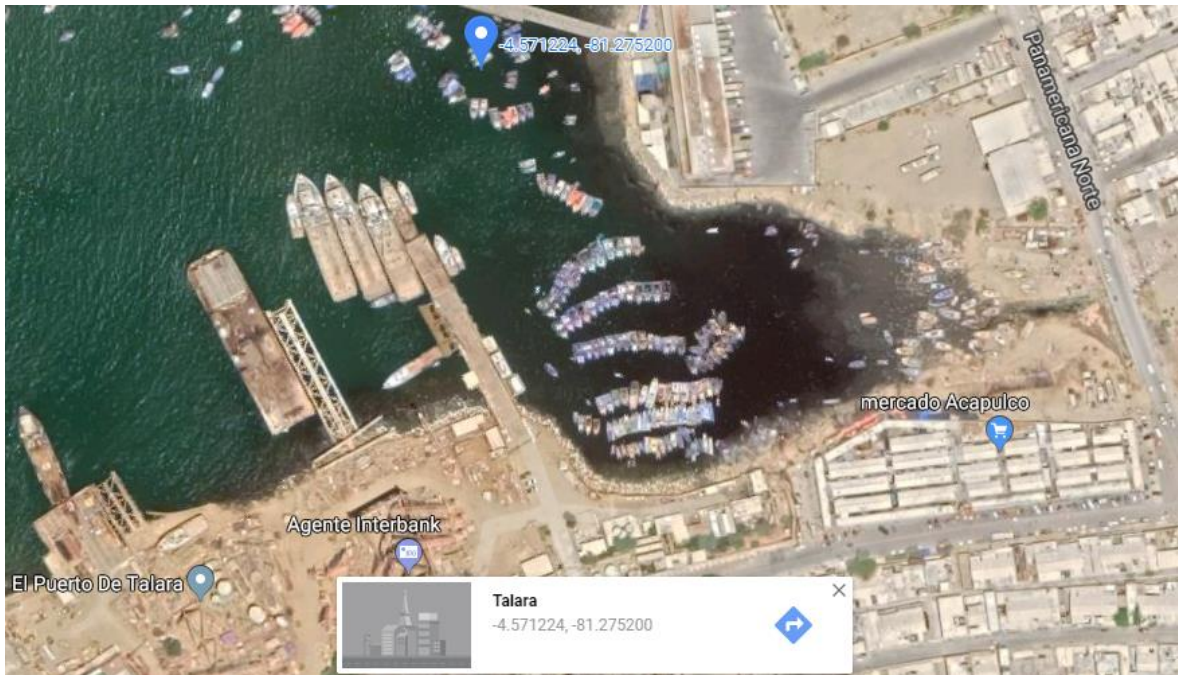 -4.571224, -81.275200
Panamericana Norte
mercado Acapulco
Agente Interbank
El Puerto De Talara
Talara
-4.571224, -81.275200